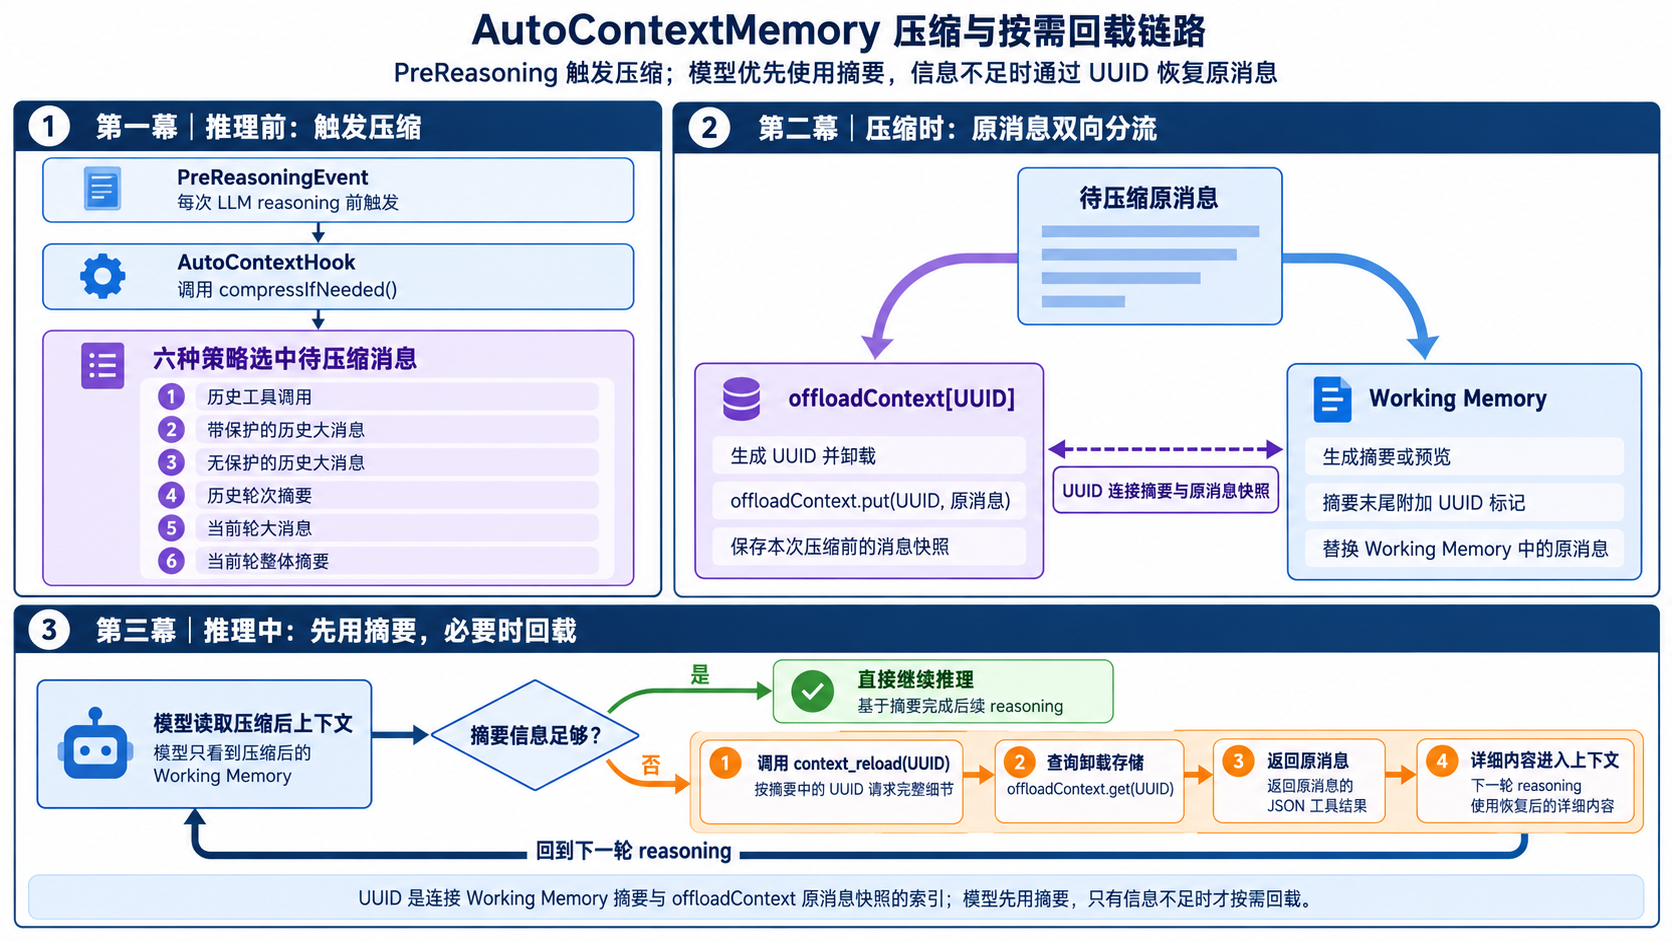 AutoContextMemory 压缩与按需回载链路
PreReasoning 触发压缩；模型优先使用摘要，信息不足时通过 UUID 恢复原消息
1 第一幕｜推理前：触发压缩
PreReasoningEvent
每次 LLM reasoning 前触发
AutoContextHook
调用 compressIfNeeded()
六种策略选中待压缩消息
1 历史工具调用
2 带保护的历史大消息
3 无保护的历史大消息
4 历史轮次摘要
5 当前轮大消息
6 当前轮整体摘要
2 第二幕｜压缩时：原消息双向分流
待压缩原消息
offloadContext[UUID]
生成 UUID 并卸载
offloadContext.put(UUID, 原消息)
保存本次压缩前的消息快照
UUID 连接摘要与原消息快照
Working Memory
生成摘要或预览
摘要末尾附加 UUID 标记
替换 Working Memory 中的原消息
3 第三幕｜推理中：先用摘要，必要时回载
模型读取压缩后上下文
模型只看到压缩后的
Working Memory
摘要信息足够？
是
直接继续推理
基于摘要完成后续 reasoning
否
1 调用 context_reload(UUID)
按摘要中的 UUID 请求完整细节
2 查询卸载存储
offloadContext.get(UUID)
3 返回原消息
返回原消息的
JSON 工具结果
4 详细内容进入上下文
下一轮 reasoning
使用恢复后的详细内容
回到下一轮 reasoning
UUID 是连接 Working Memory 摘要与 offloadContext 原消息快照的索引；模型先用摘要，只有信息不足时才按需回载。